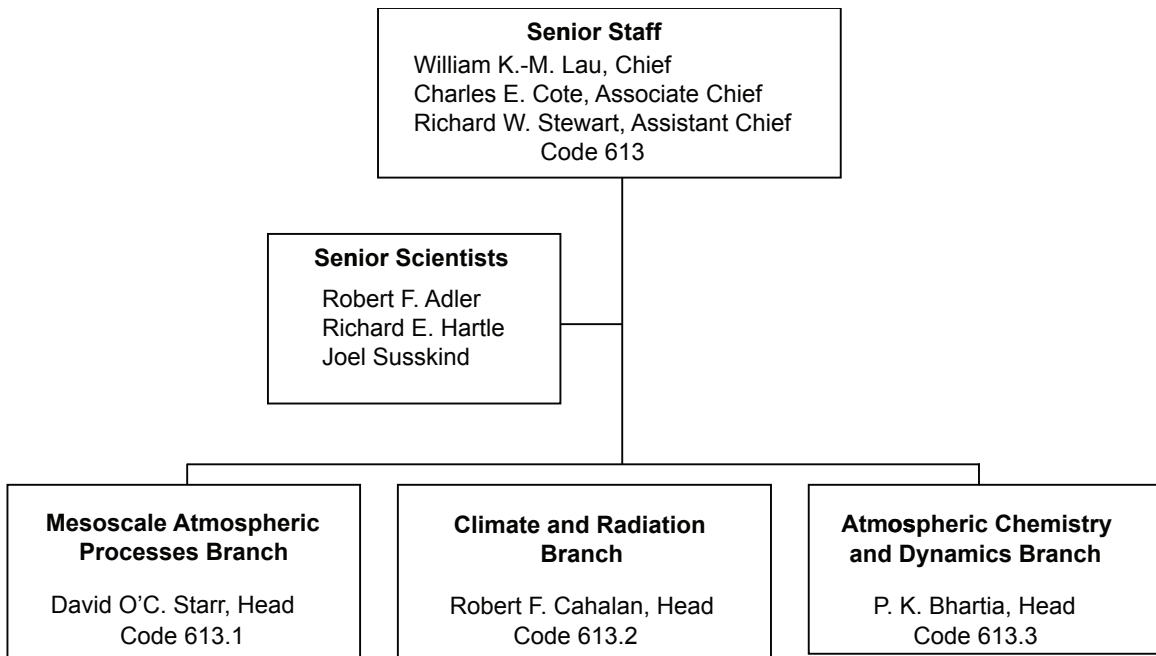 Senior Staff
William K.-M. Lau, Chief
Charles E. Cote, Associate Chief
Richard W. Stewart, Assistant Chief
Code 613
Senior Scientists
Robert F. Adler
Richard E. Hartle
Joel Susskind
Mesoscale Atmospheric
Processes Branch
David O’C. Starr, Head
Code 613.1
Climate and Radiation
Branch
Robert F. Cahalan, Head
Code 613.2
Atmospheric Chemistry
and Dynamics Branch
P. K. Bhartia, Head
Code 613.3